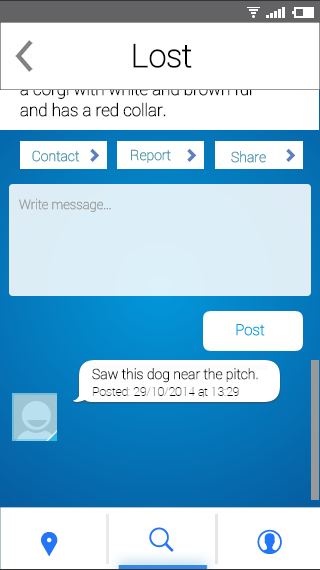 Lost
a corgi with white and brown fur
and has a red collar.
Contact
Report
Share
Write message...
Post
Saw this dog near the pitch.
Posted: 29/10/2014 at 13:29